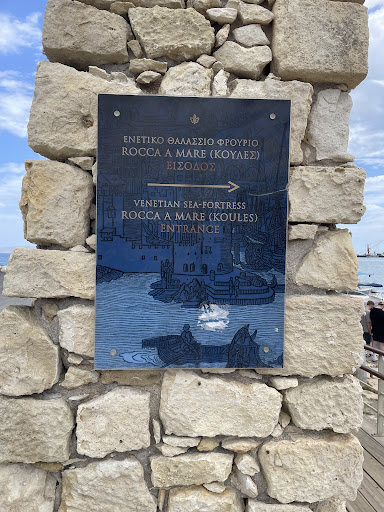 ΕΝΕΤΙΚΟ ΘΑΛΑΣΣΙΟ ΦΡΟΥΡΙΟ
ROCCA A MARE (ΚΟΥΛΕΣ)
ΕΙΣΟΔΟΣ
VENETIAN SEA-FORTRESS
ROCCA A MARE (KOULES)
ENTRANCE